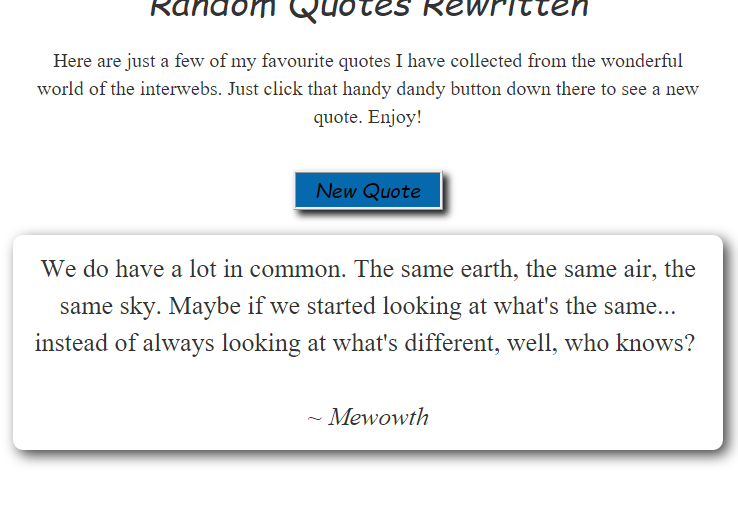 Random Quotes Rewritten
Here are just a few of my favourite quotes I have collected from the wonderful
world of the interwebs. Just click that handy dandy button down there to see a new
quote. Enjoy!
New Quote
We do have a lot in common. The same earth, the same air, the
same sky. Maybe if we started looking at what's the same...
instead of always looking at what's different, well, who knows?
~ Mewowth